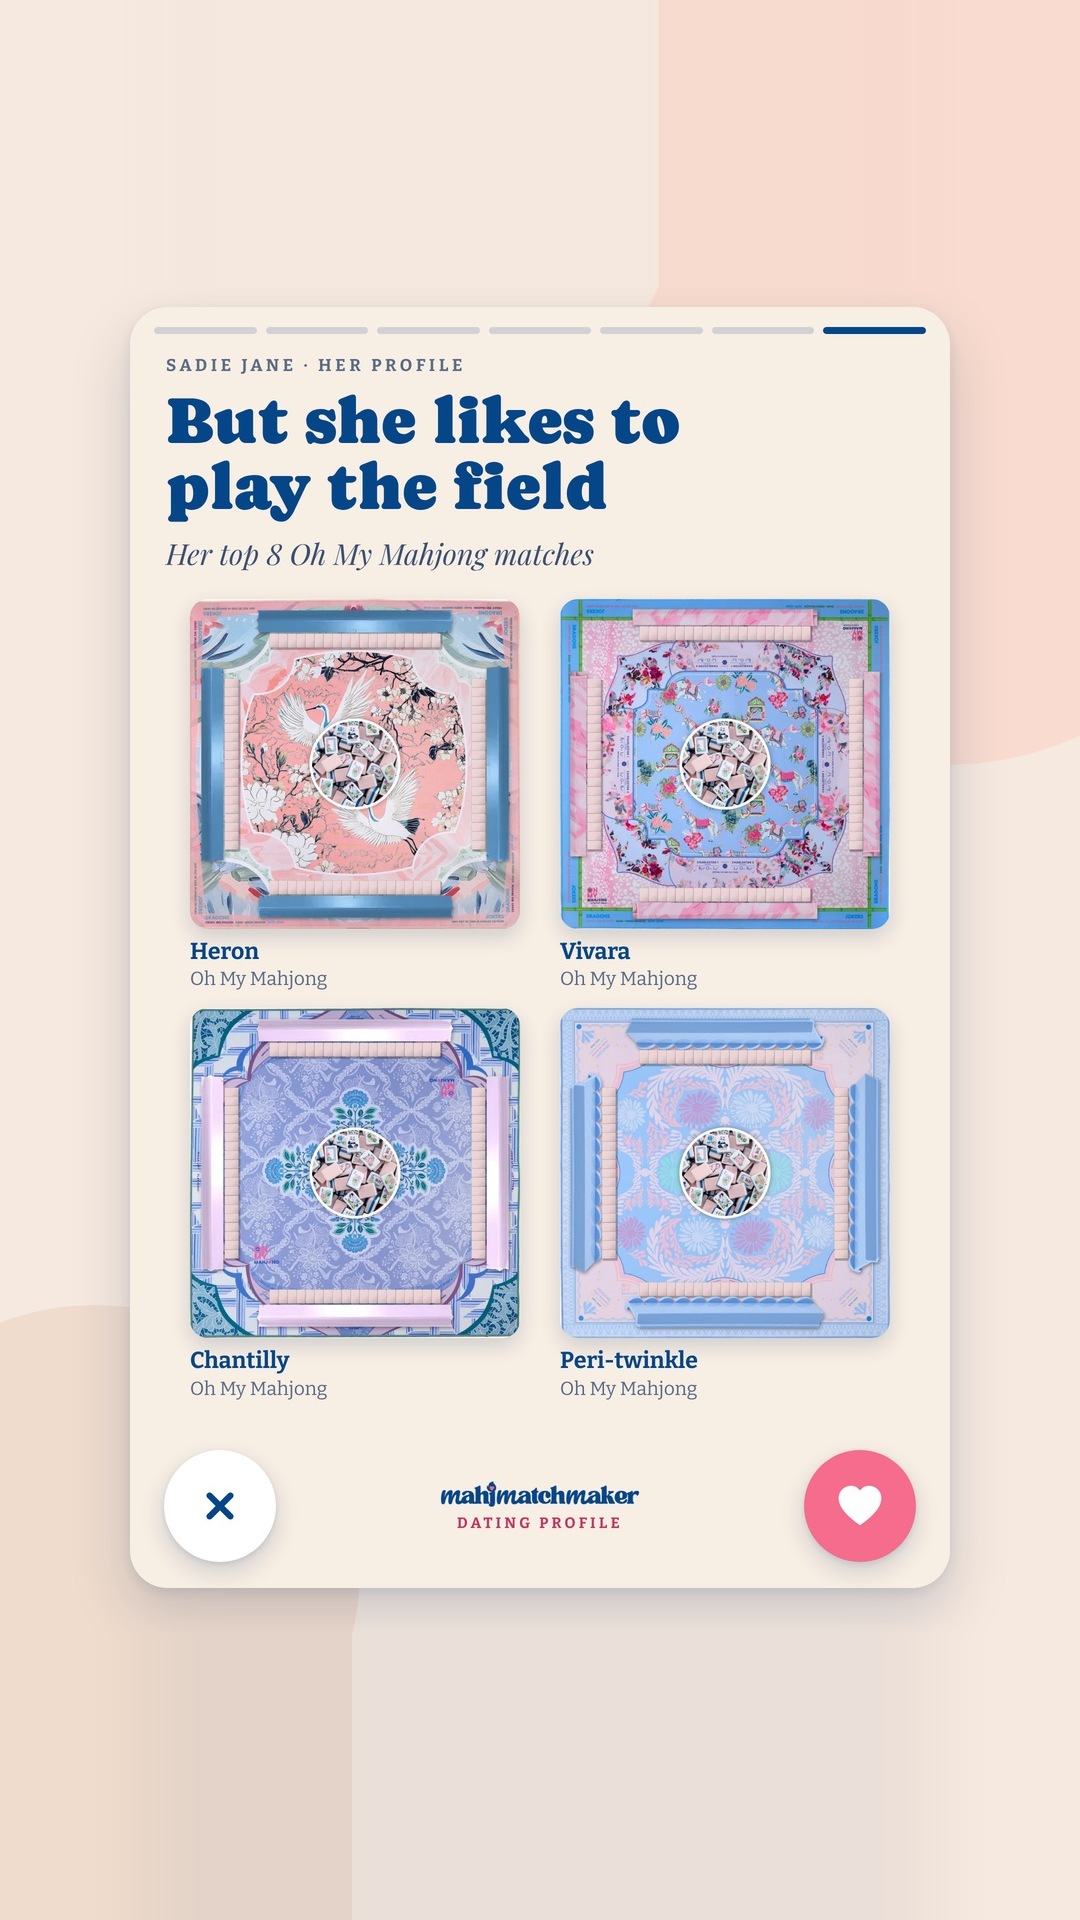 SADIE JANE · HER PROFILE
But she likes to
play the field
Her top 8 Oh My Mahjong matches
Heron
Oh My Mahjong
Vivara
Oh My Mahjong
Chantilly
Oh My Mahjong
Peri-twinkle
Oh My Mahjong
mahjmatchmaker
DATING PROFILE